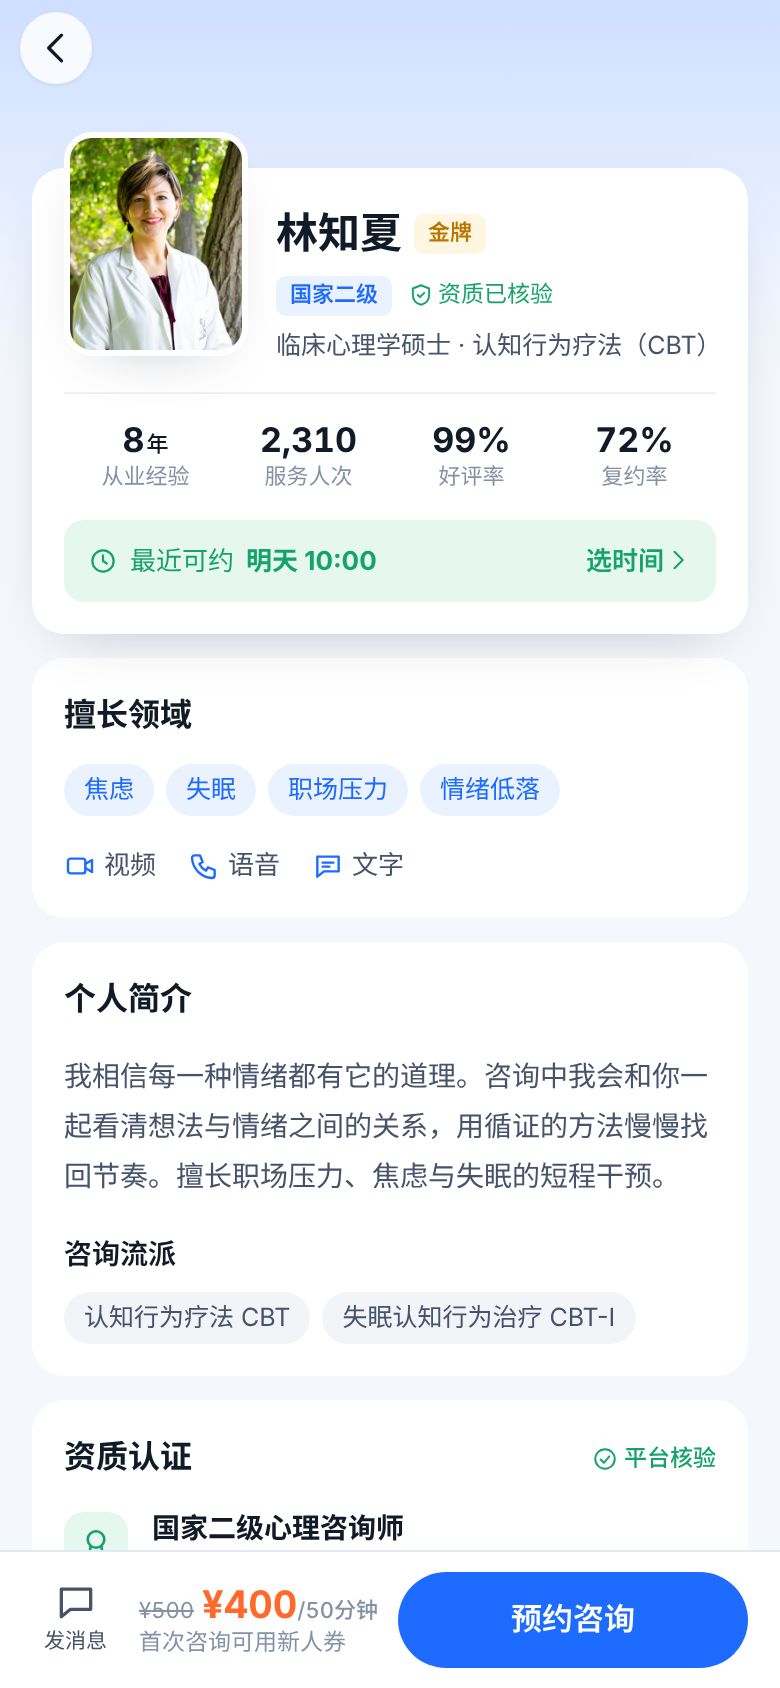 林知夏 金牌
国家二级 资质已核验
临床心理学硕士 · 认知行为疗法（CBT）
8年 2,310 99% 72%
从业经验 服务人次 好评率 复约率
最近可约 明天 10:00 选时间
擅长领域
焦虑 失眠 职场压力 情绪低落
视频 语音 文字
个人简介
我相信每一种情绪都有它的道理。咨询中我会和你一
起看清想法与情绪之间的关系，用循证的方法慢慢找
回节奏。擅长职场压力、焦虑与失眠的短程干预。
咨询流派
认知行为疗法 CBT 失眠认知行为治疗 CBT-I
资质认证 平台核验
国家二级心理咨询师
¥500 ¥400/50分钟 预约咨询
发消息 首次咨询可用新人券